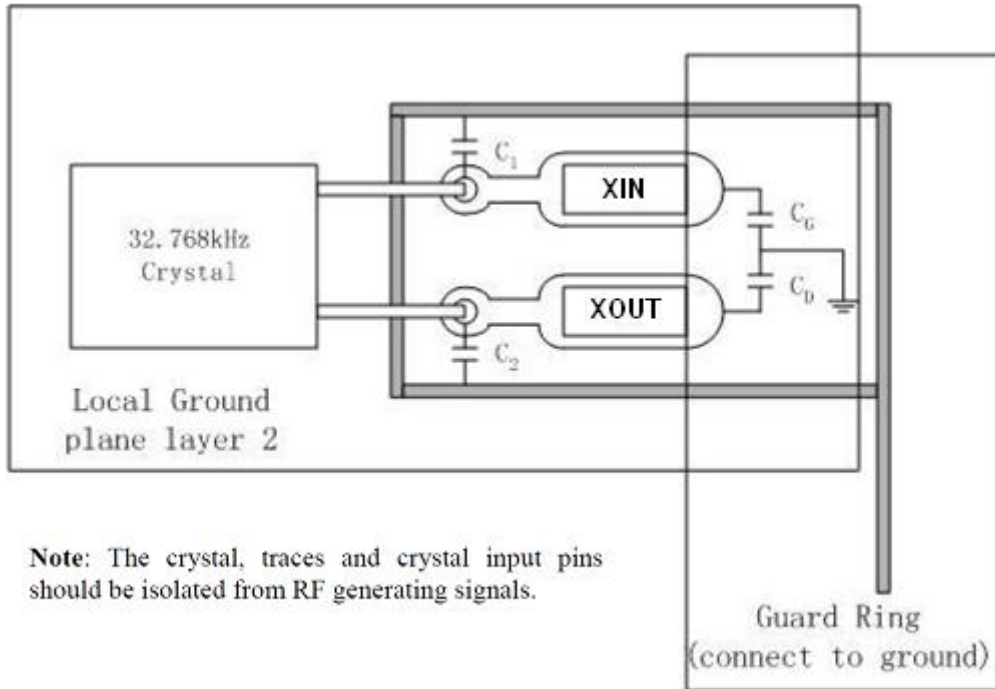 C1
XIN
32.768kHz
Crystal
CG
CD
XOUT
C2
Local Ground
plane layer 2
Note: The crystal, traces and crystal input pins
should be isolated from RF generating signals.
Guard Ring
(connect to ground)